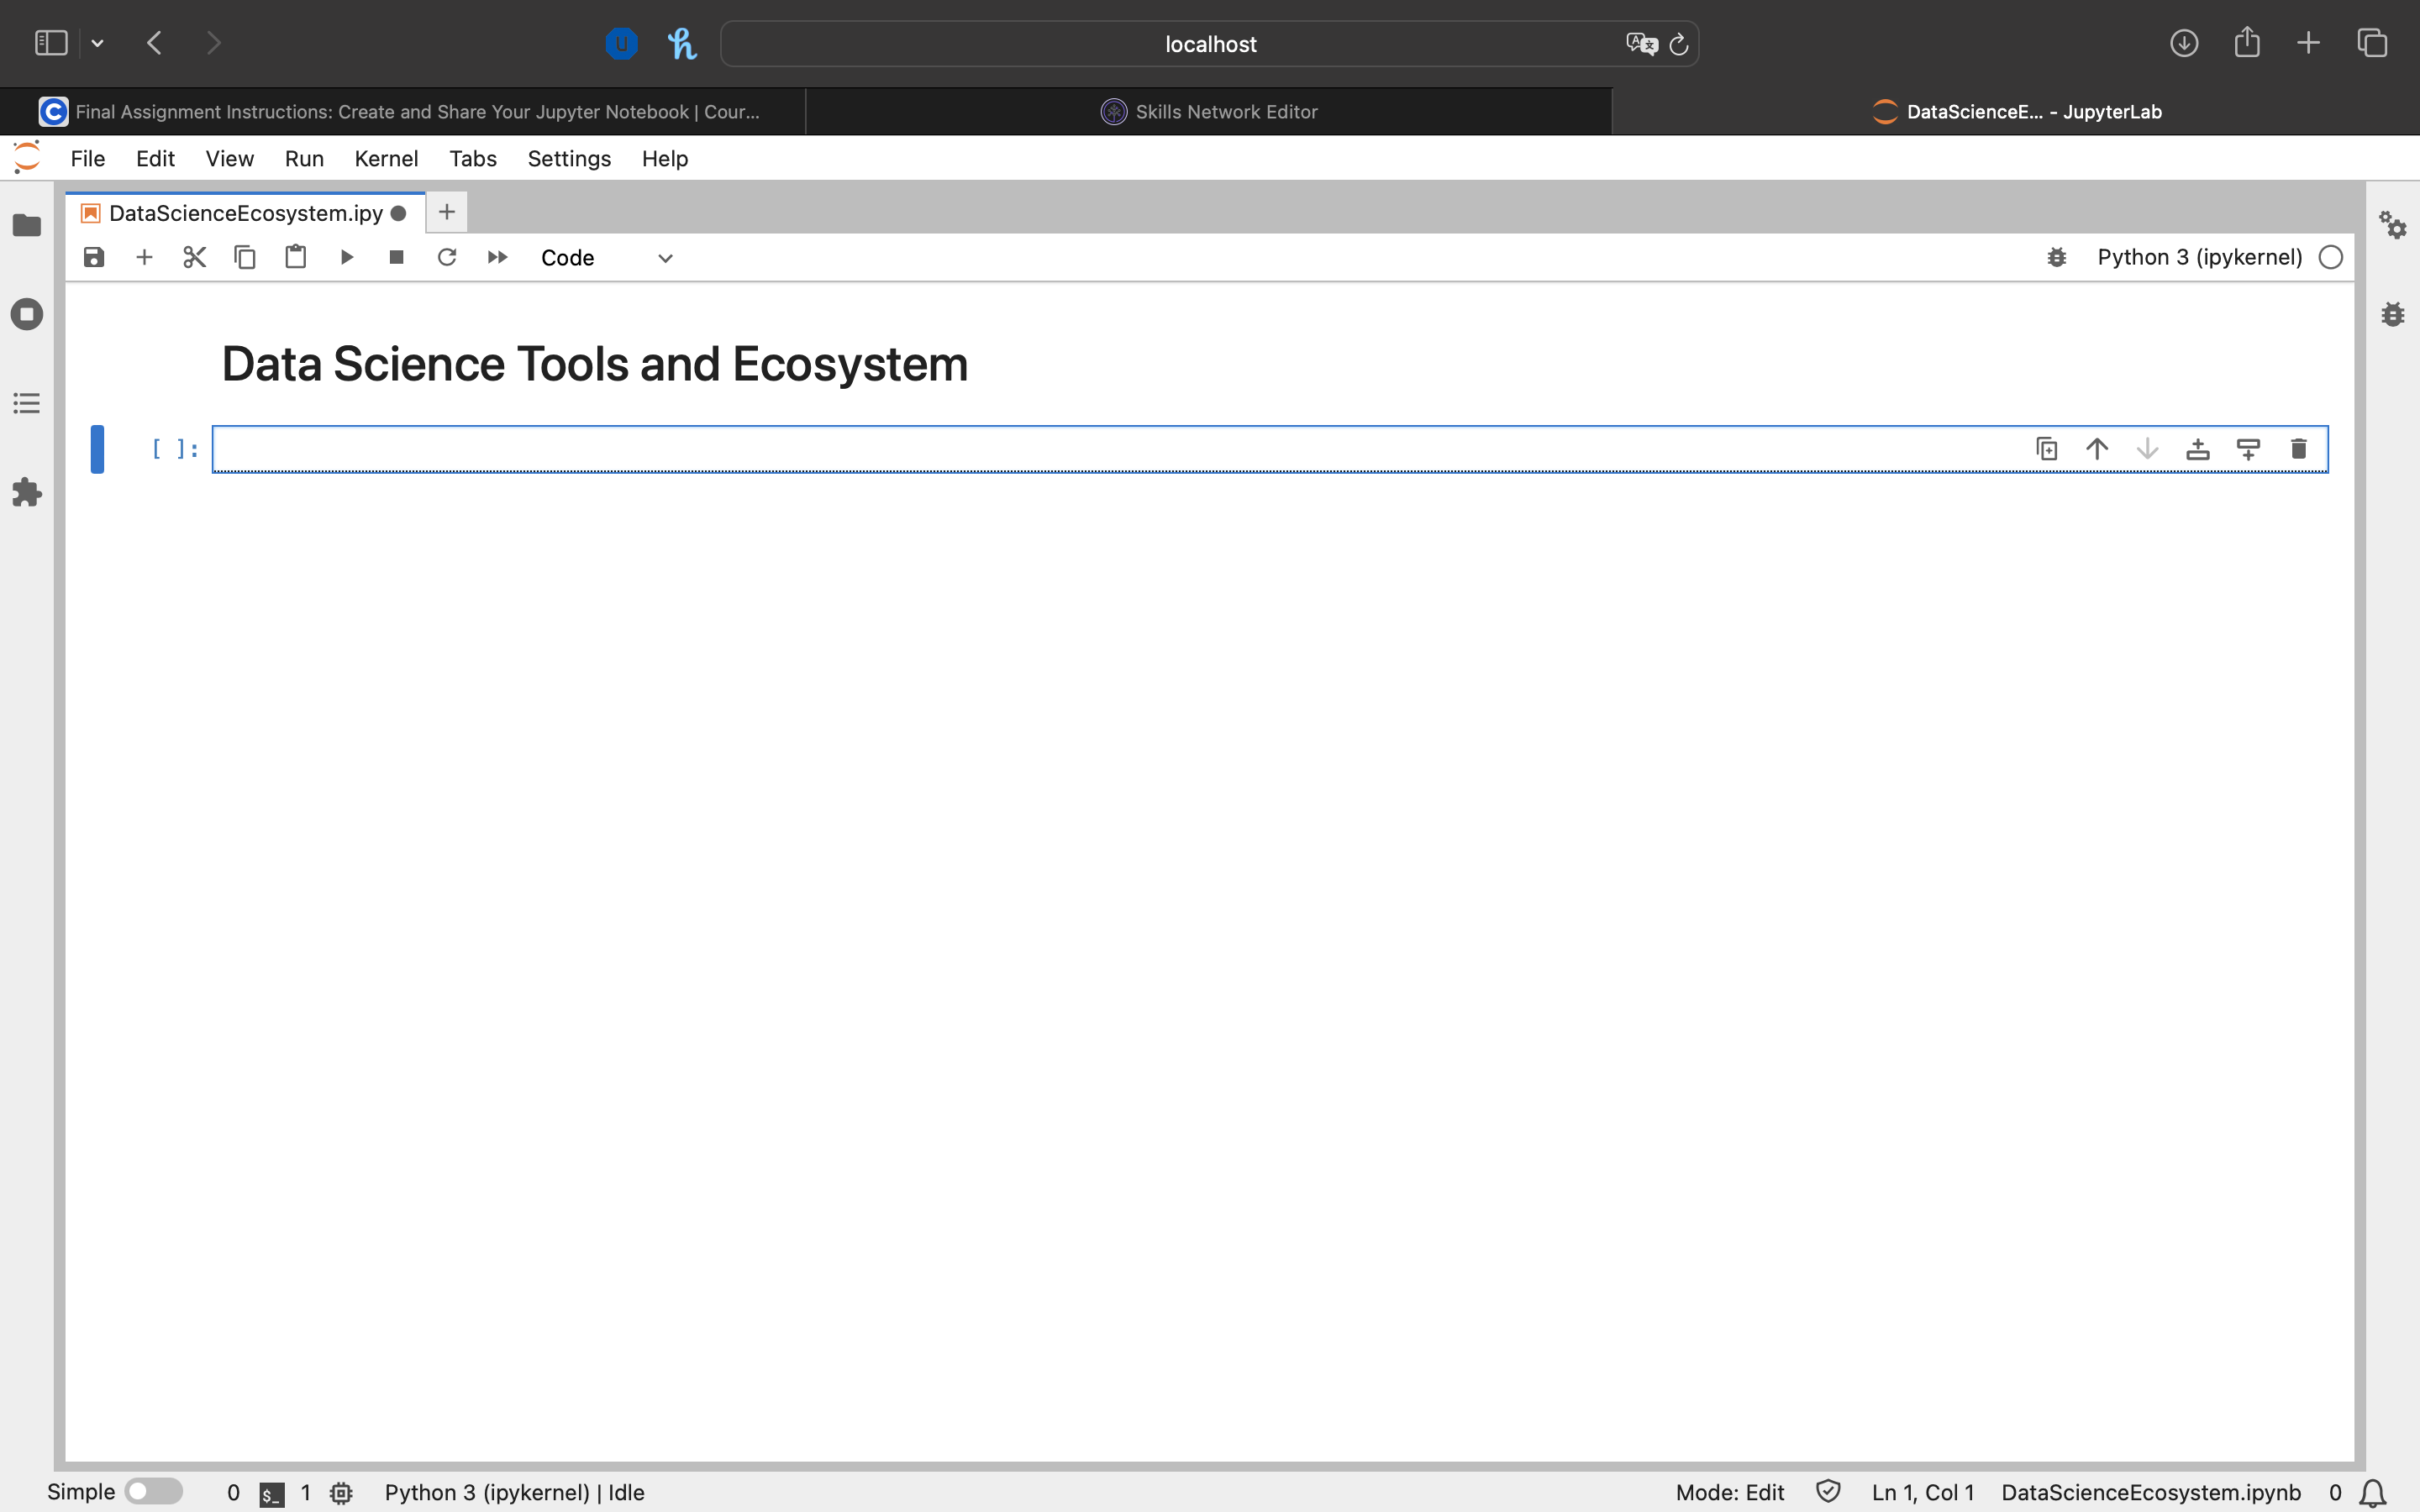 localhost
Final Assignment Instructions: Create and Share Your Jupyter Notebook | Cour...
Skills Network Editor
DataScienceE... - JupyterLab
File Edit View Run Kernel Tabs Settings Help
DataScienceEcosystem.ipy
Code
Python 3 (ipykernel)
Data Science Tools and Ecosystem
[ ]:
Simple 0 $_ 1 Python 3 (ipykernel) | Idle
Mode: Edit Ln 1, Col 1 DataScienceEcosystem.ipynb 0